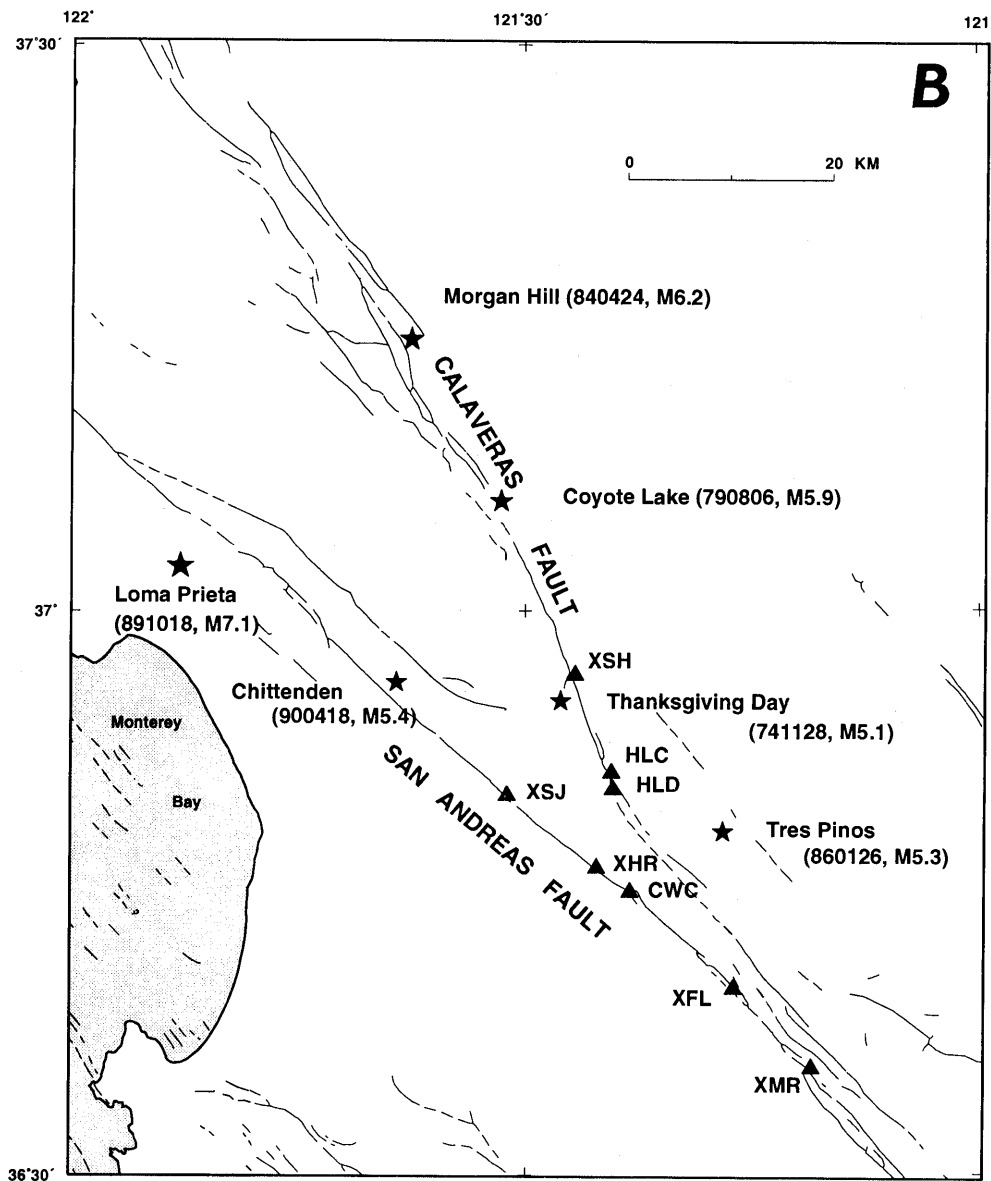 122°
121°30´
121
37°30´
B
0
20 KM
Morgan Hill (840424, M6.2)
CALAVERAS
Coyote Lake (790806, M5.9)
FAULT
Loma Prieta
(891018, M7.1)
37°
XSH
Chittenden
(900418, M5.4)
Thanksgiving Day
(741128, M5.1)
Monterey
Bay
HLC
HLD
SAN ANDREAS FAULT
XSJ
Tres Pinos
(860126, M5.3)
XHR
CWC
XFL
XMR
36°30´